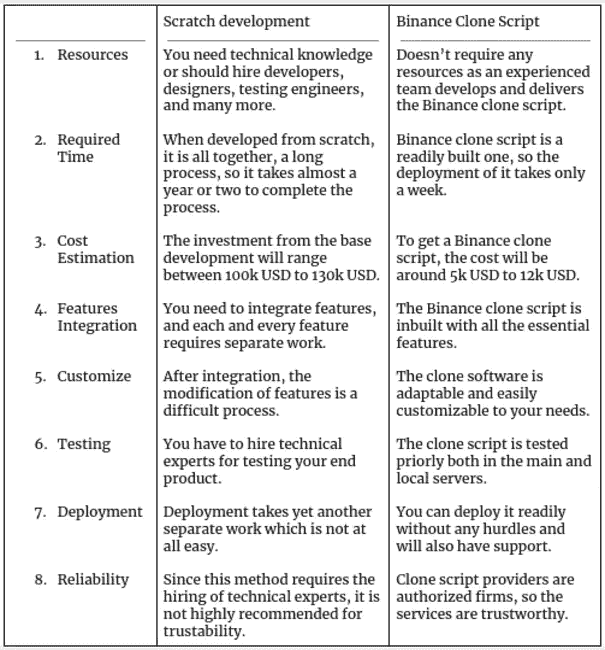 Scratch development
Binance Clone Script
1. Resources
You need technical knowledge
or should hire developers,
designers, testing engineers,
and many more.
Doesn’t require any
resources as an experienced
team develops and delivers
the Binance clone script.
2. Required
Time
When developed from scratch,
it is all together, a long
process, so it takes almost a
year or two to complete the
process.
Binance clone script is a
readily built one, so the
deployment of it takes only
a week.
3. Cost
Estimation
The investment from the base
development will range
between 100k USD to 130k USD.
To get a Binance clone
script, the cost will be
around 5k USD to 12k USD.
4. Features
Integration
You need to integrate features,
and each and every feature
requires separate work.
The Binance clone script is
inbuilt with all the essential
features.
5. Customize
After integration, the
modification of features is a
difficult process.
The clone software is
adaptable and easily
customizable to your needs.
6. Testing
You have to hire technical
experts for testing your end
product.
The clone script is tested
priorly both in the main and
local servers.
7. Deployment
Deployment takes yet another
separate work which is not at
all easy.
You can deploy it readily
without any hurdles and
will also have support.
8. Reliability
Since this method requires the
hiring of technical experts, it is
not highly recommended for
trustability.
Clone script providers are
authorized firms, so the
services are trustworthy.